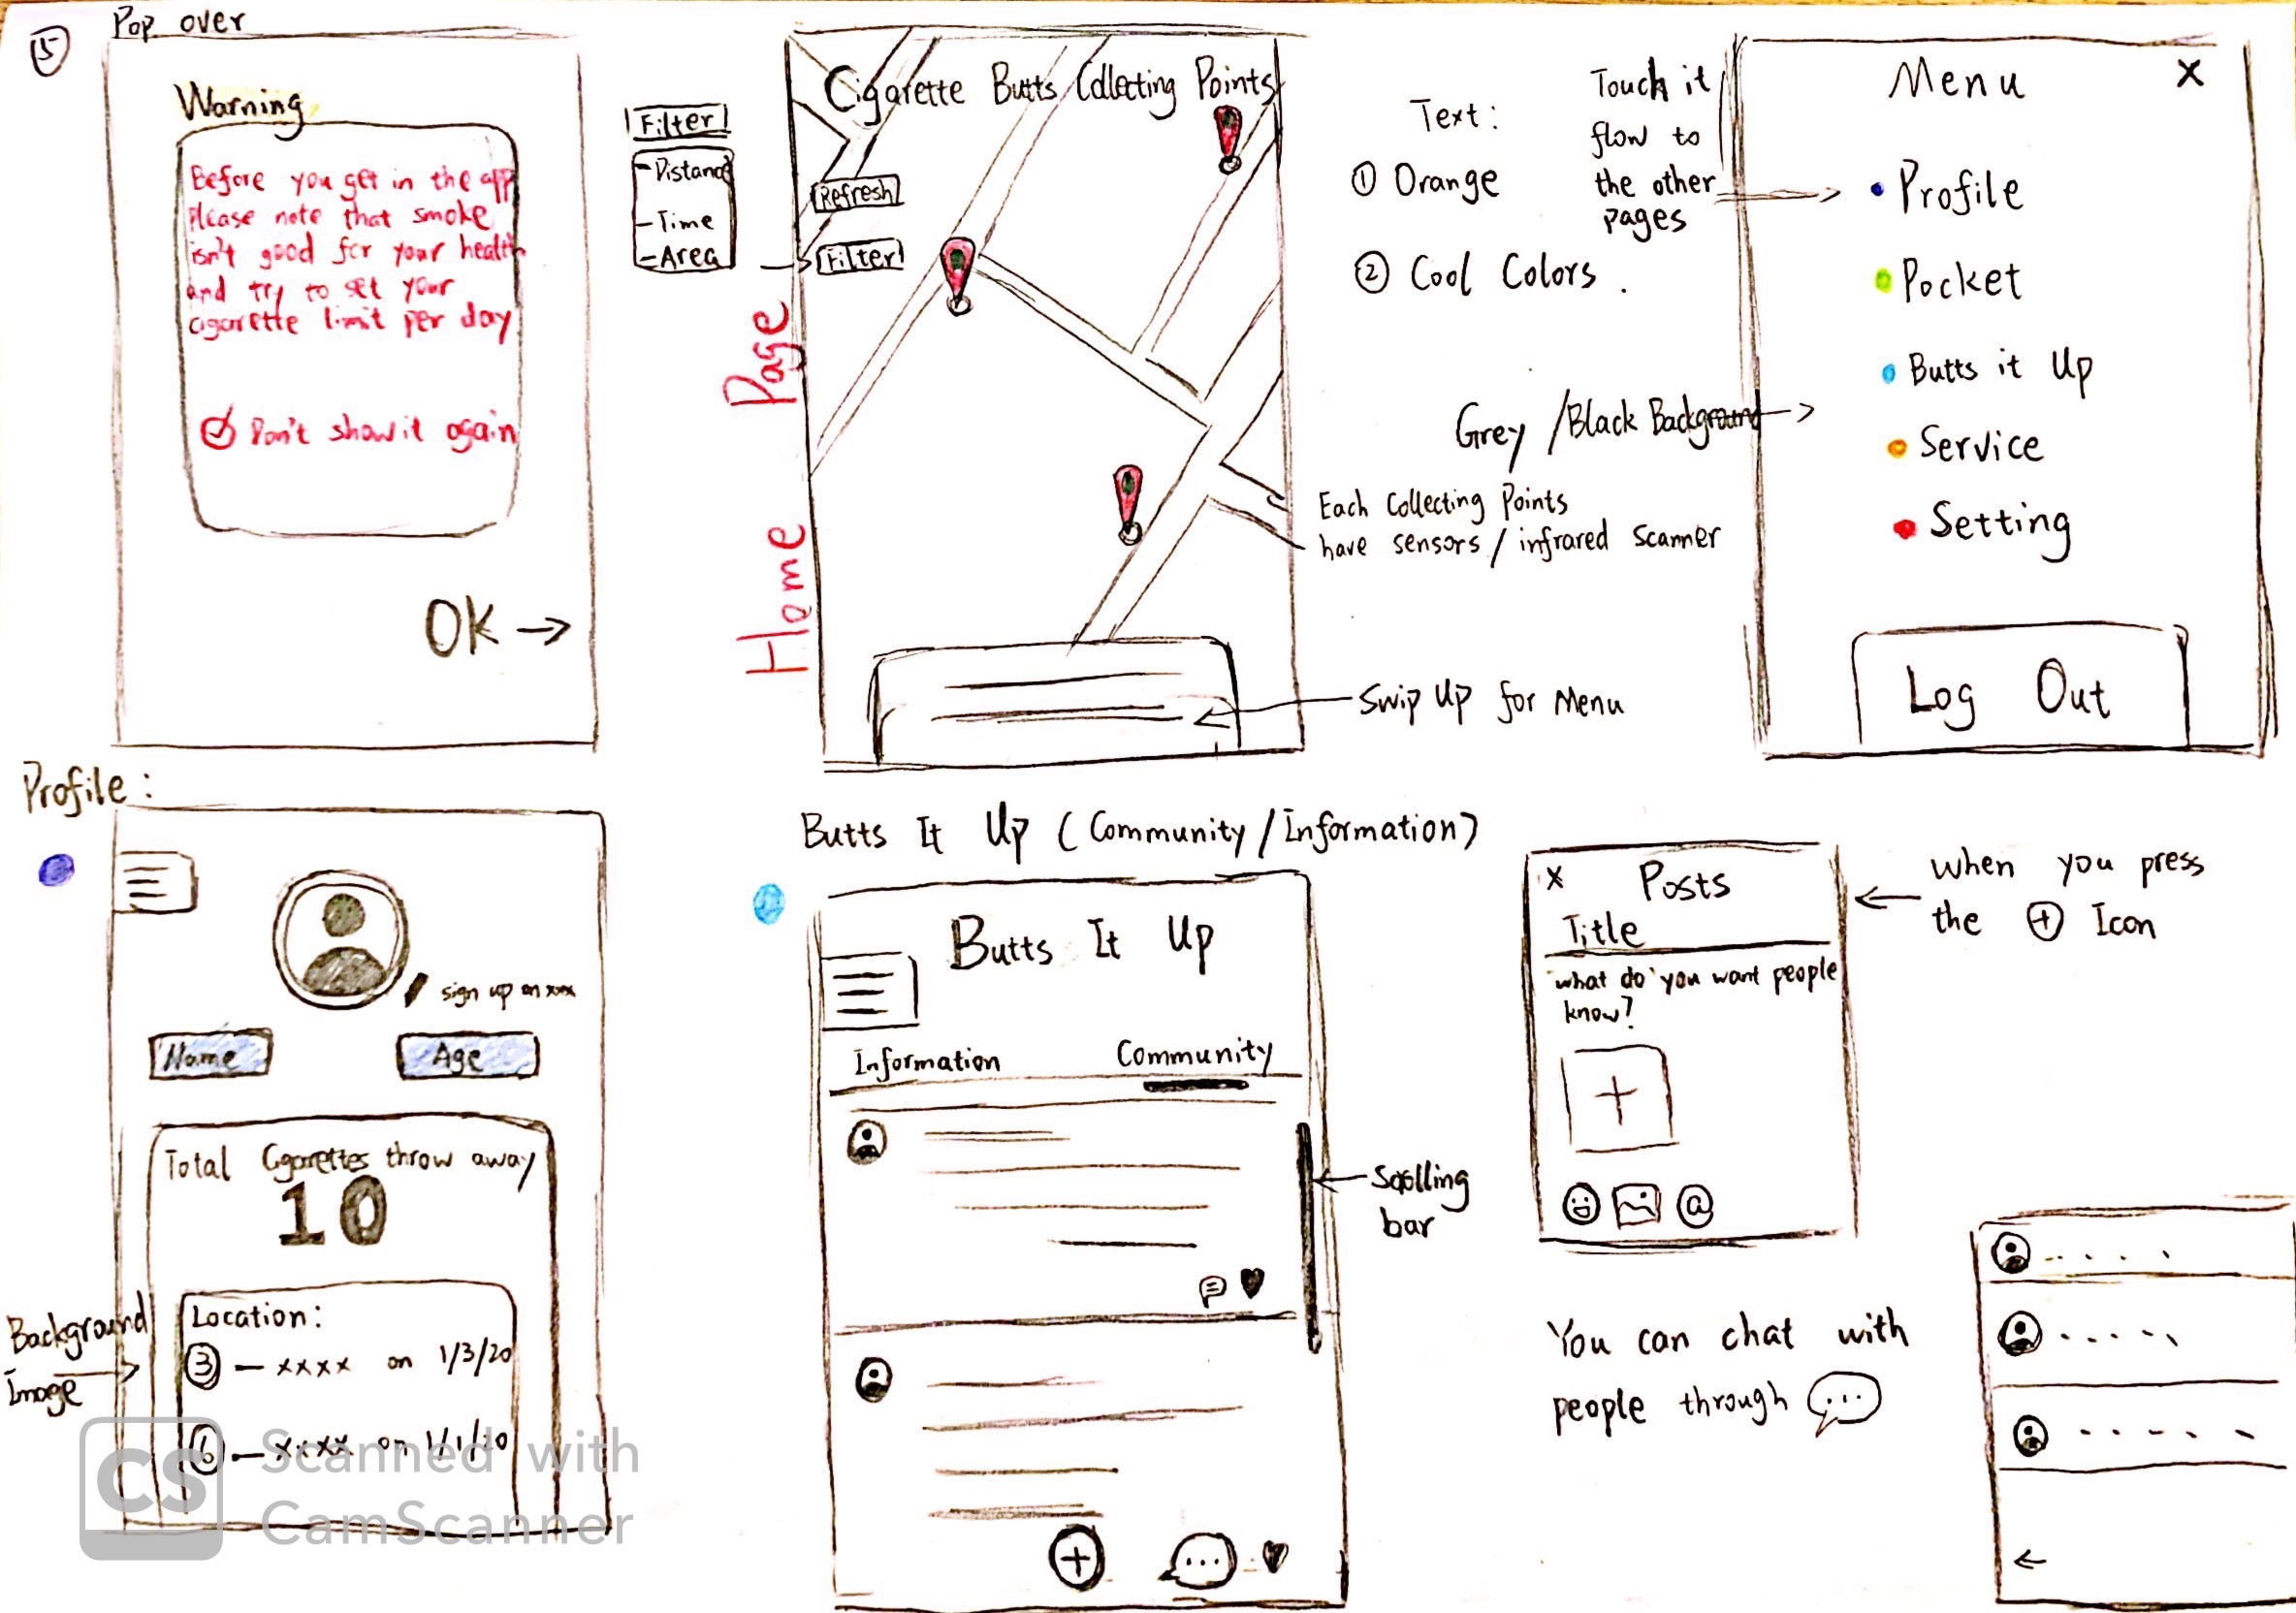 5
Pop over
Warning
Before you get in the app
please note that smoke
isn't good for your health
and try to set your
cigarette limit per day
Don't show it again
OK →
Filter
- Distance
- Time
- Area
Home Page
Cigarette Butts Collecting Points
Refresh
Filter
Text:
① Orange
② Cool Colors.
Touch it
flow to
the other
pages
Grey / Black Background
Each Collecting Points
have sensors / infrared Scanner
Swip Up for Menu
Menu X
Profile
Pocket
Butts it Up
Service
Setting
Log Out
Profile:
sign up on xxx
Name
Age
Total Cigarettes throw away
10
Background
Image
Location:
③ — xxxx on 1/3/20
⑥ — xxxx on 1/1/20
Scanned with
CamScanner
CS
Butts It Up (Community/Information)
Butts It Up
Information Community
Scolling
bar
X Posts
Title
what do you want people
know?
@
when you press
the ⊕ Icon
You can chat with
people through